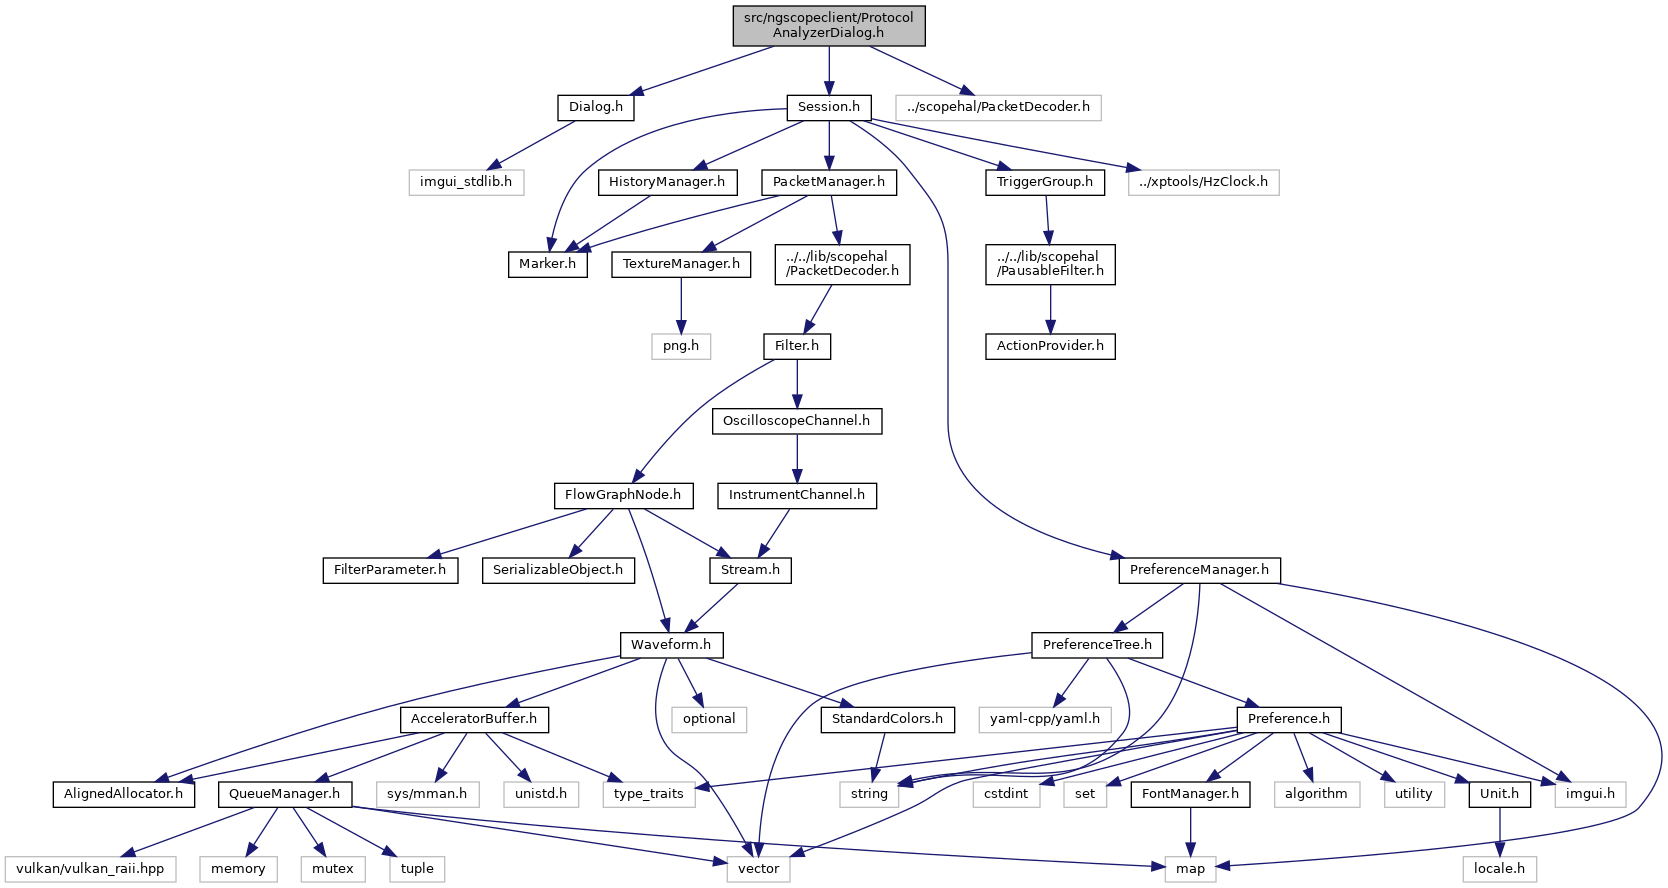 src/ngscopeclient/Protocol
AnalyzerDialog.h
Dialog.h
Session.h
../scopehal/PacketDecoder.h
imgui_stdlib.h
HistoryManager.h
PacketManager.h
TriggerGroup.h
../xptools/HzClock.h
Marker.h
TextureManager.h
../../lib/scopehal
/PacketDecoder.h
../../lib/scopehal
/PausableFilter.h
png.h
Filter.h
ActionProvider.h
OscilloscopeChannel.h
FlowGraphNode.h
InstrumentChannel.h
FilterParameter.h
SerializableObject.h
Stream.h
PreferenceManager.h
Waveform.h
PreferenceTree.h
AcceleratorBuffer.h
optional
StandardColors.h
yaml-cpp/yaml.h
Preference.h
AlignedAllocator.h
QueueManager.h
sys/mman.h
unistd.h
type_traits
string
cstdint
set
FontManager.h
algorithm
utility
Unit.h
imgui.h
vulkan/vulkan_raii.hpp
memory
mutex
tuple
vector
map
locale.h